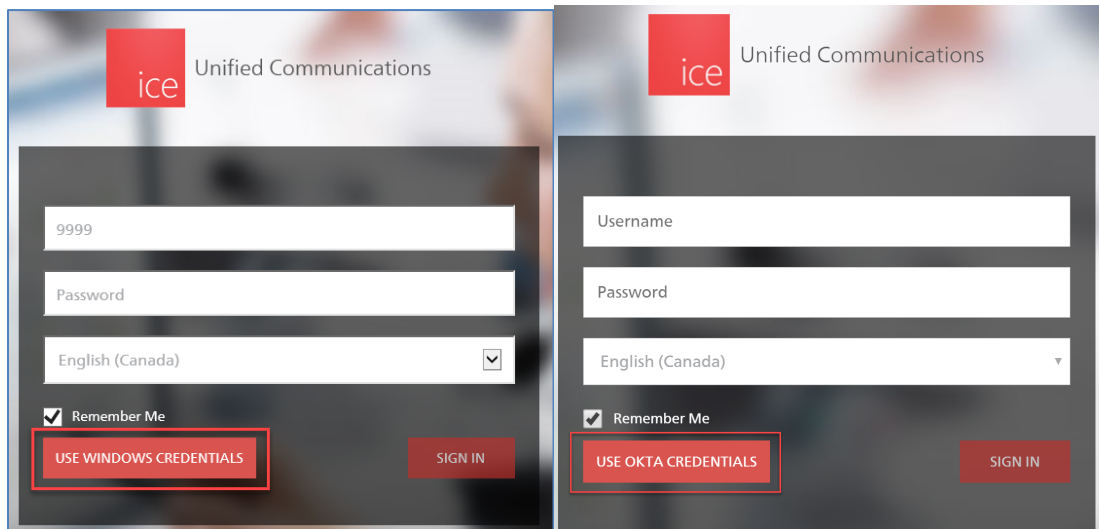 ice
Unified Communications
9999
Password
English (Canada)
Remember Me
USE WINDOWS CREDENTIALS
SIGN IN
ice
Unified Communications
Username
Password
English (Canada)
Remember Me
USE OKTA CREDENTIALS
SIGN IN